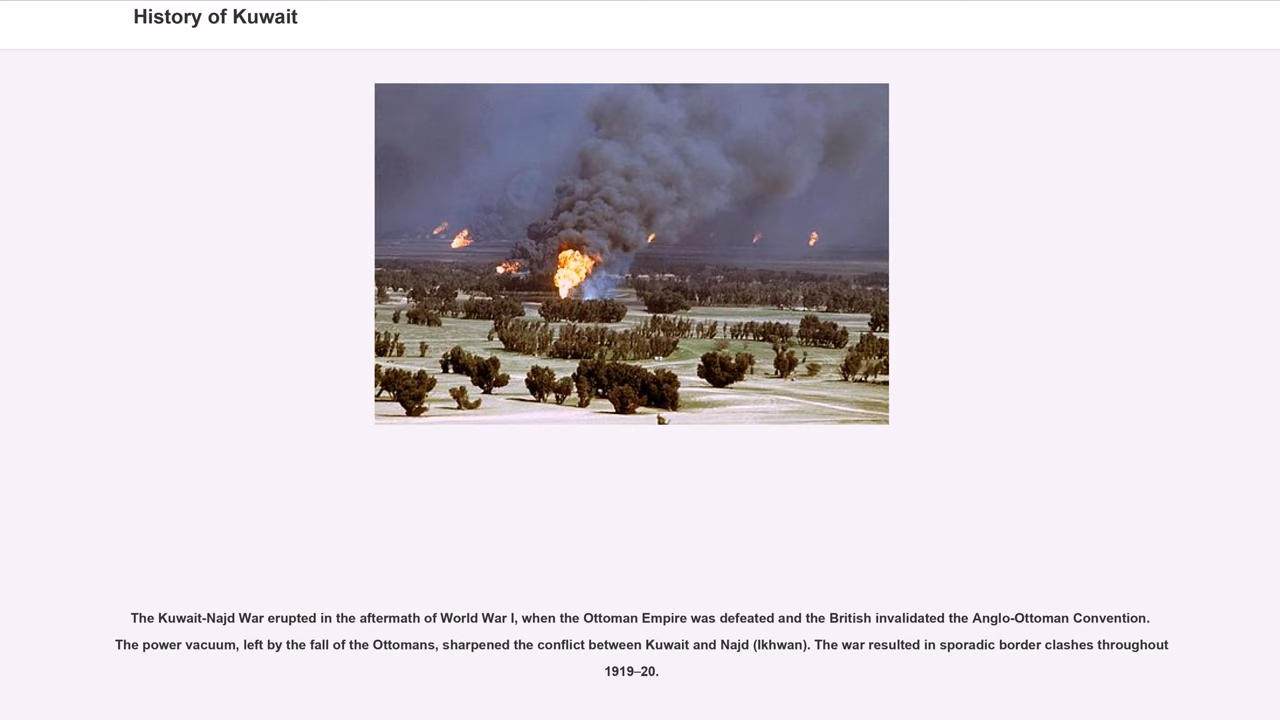 History of Kuwait
The Kuwait-Najd War erupted in the aftermath of World War I, when the Ottoman Empire was defeated and the British invalidated the Anglo-Ottoman Convention.
The power vacuum, left by the fall of the Ottomans, sharpened the conflict between Kuwait and Najd (Ikhwan). The war resulted in sporadic border clashes throughout
1919–20.